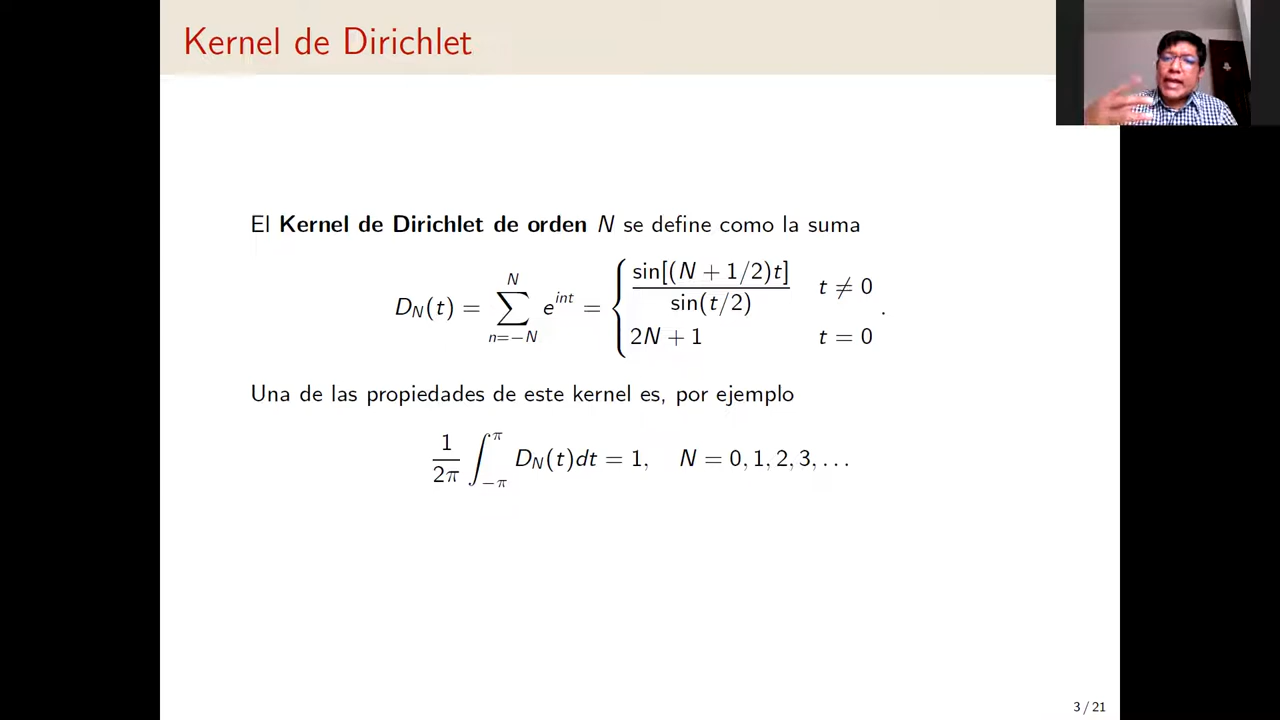 Kernel de Dirichlet
El Kernel de Dirichlet de orden N se define como la suma
D_N(t) = \sum_{n=-N}^{N} e^{int} = \begin{cases} \frac{\sin[(N + 1/2)t]}{\sin(t/2)} & t \neq 0 \\ 2N + 1 & t = 0 \end{cases}.
Una de las propiedades de este kernel es, por ejemplo
\frac{1}{2\pi} \int_{-\pi}^{\pi} D_N(t)dt = 1, \quad N = 0, 1, 2, 3, \ldots
3 / 21